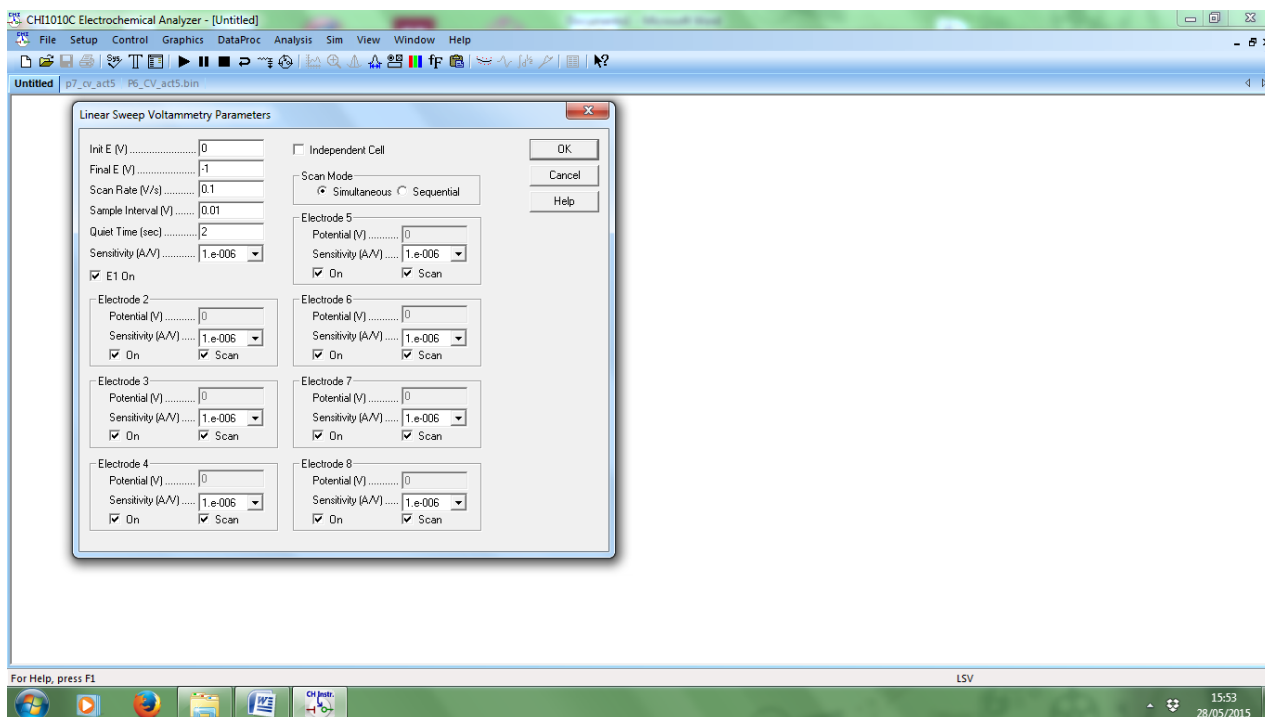 CHI1010C Electrochemical Analyzer - [Untitled]
File Setup Control Graphics DataProc Analysis Sim View Window Help
Untitled p7_cv_act5 P6_CV_act5.bin
Linear Sweep Voltammetry Parameters
Init E (V) ...................... 0
Final E (V) .................... -1
Scan Rate (V/s) .......... 0.1
Sample Interval (V) ...... 0.01
Quiet Time (sec) ........... 2
Sensitivity (A/V) ........... 1.e-006
E1 On
Independent Cell
Scan Mode
Simultaneous Sequential
OK
Cancel
Help
Electrode 2
Potential (V) .......... 0
Sensitivity (A/V) ..... 1.e-006
On Scan
Electrode 3
Potential (V) .......... 0
Sensitivity (A/V) ..... 1.e-006
On Scan
Electrode 4
Potential (V) .......... 0
Sensitivity (A/V) ..... 1.e-006
On Scan
Electrode 5
Potential (V) .......... 0
Sensitivity (A/V) ..... 1.e-006
On Scan
Electrode 6
Potential (V) .......... 0
Sensitivity (A/V) ..... 1.e-006
On Scan
Electrode 7
Potential (V) .......... 0
Sensitivity (A/V) ..... 1.e-006
On Scan
Electrode 8
Potential (V) .......... 0
Sensitivity (A/V) ..... 1.e-006
On Scan
For Help, press F1
LSV
CH Instr.
15:53
28/05/2015